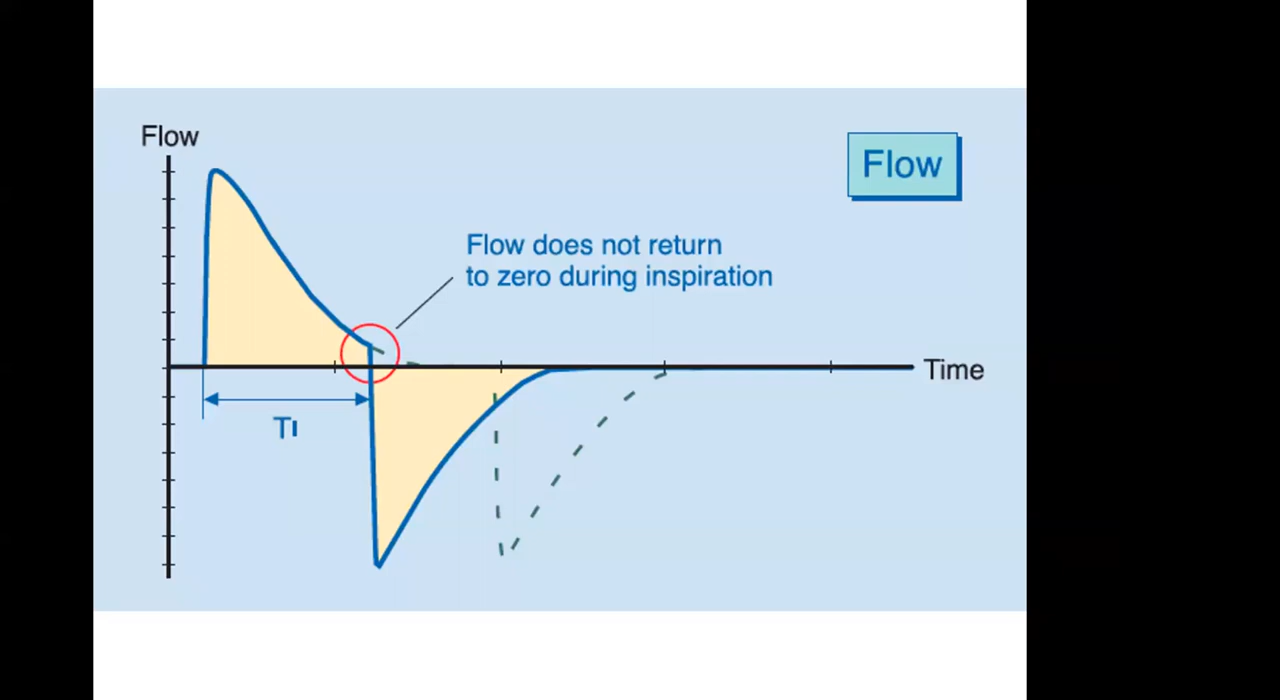 Flow
Flow
Flow does not return
to zero during inspiration
Time
TI